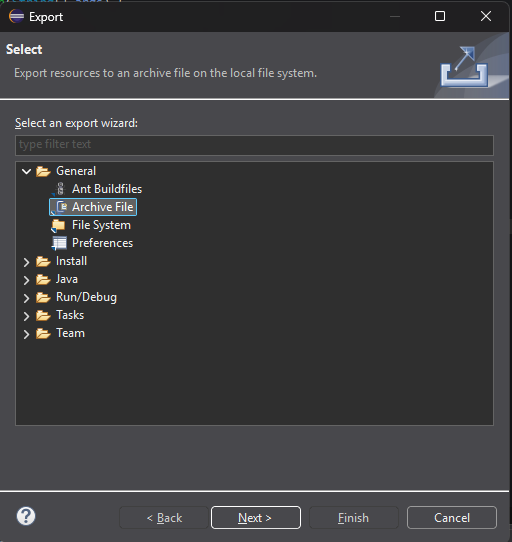 Export
Select
Export resources to an archive file on the local file system.
Select an export wizard:
type filter text
General
Ant Buildfiles
Archive File
File System
Preferences
Install
Java
Run/Debug
Tasks
Team
?
< Back
Next >
Finish
Cancel